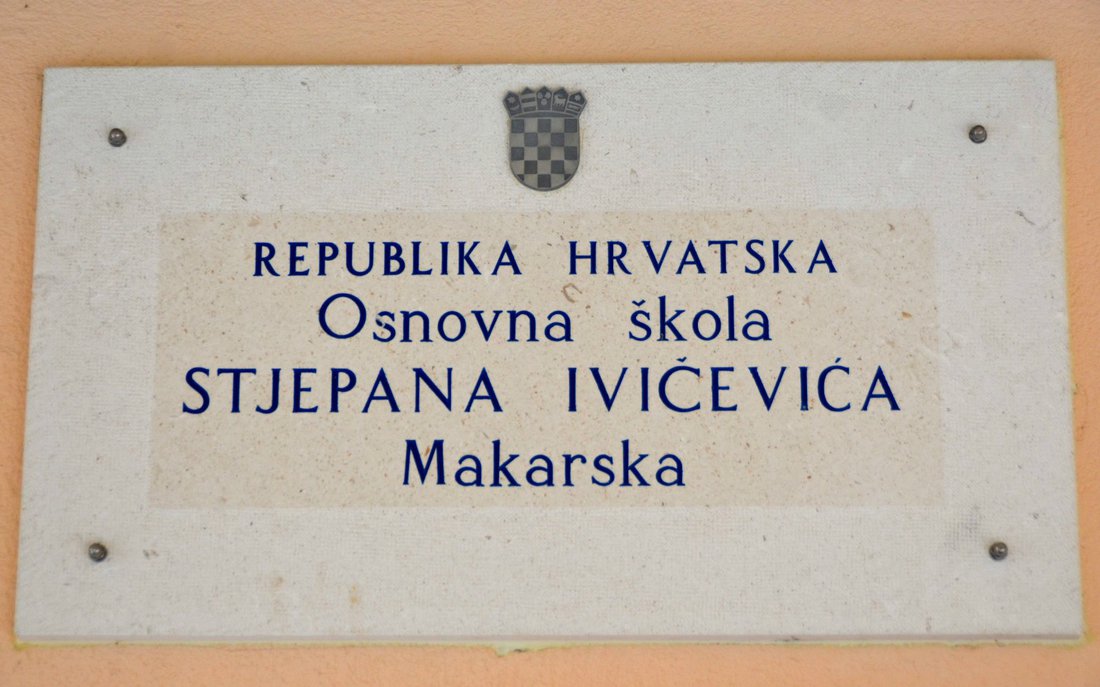 REPUBLIKA HRVATSKA
Osnovna škola
STJEPANA IVIČEVIĆA
Makarska